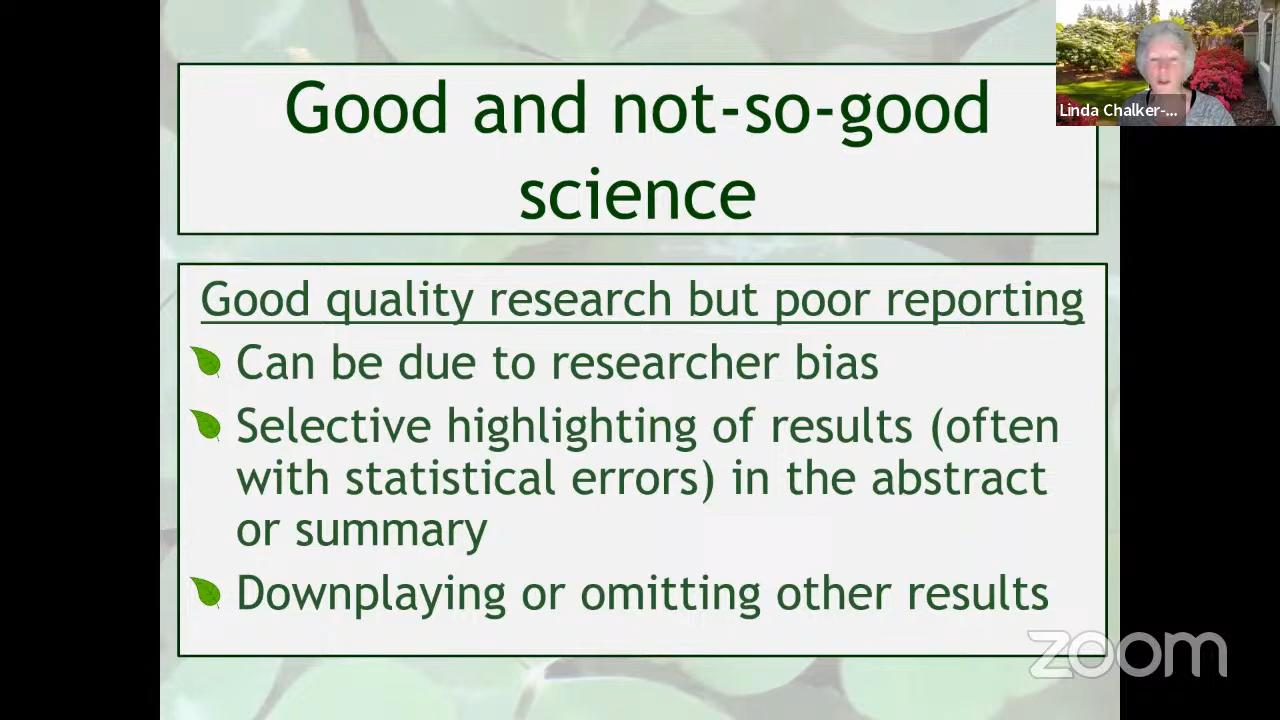 Good and not-so-good
science
Linda Chalker-...
Good quality research but poor reporting
Can be due to researcher bias
Selective highlighting of results (often
with statistical errors) in the abstract
or summary
Downplaying or omitting other results
zoom